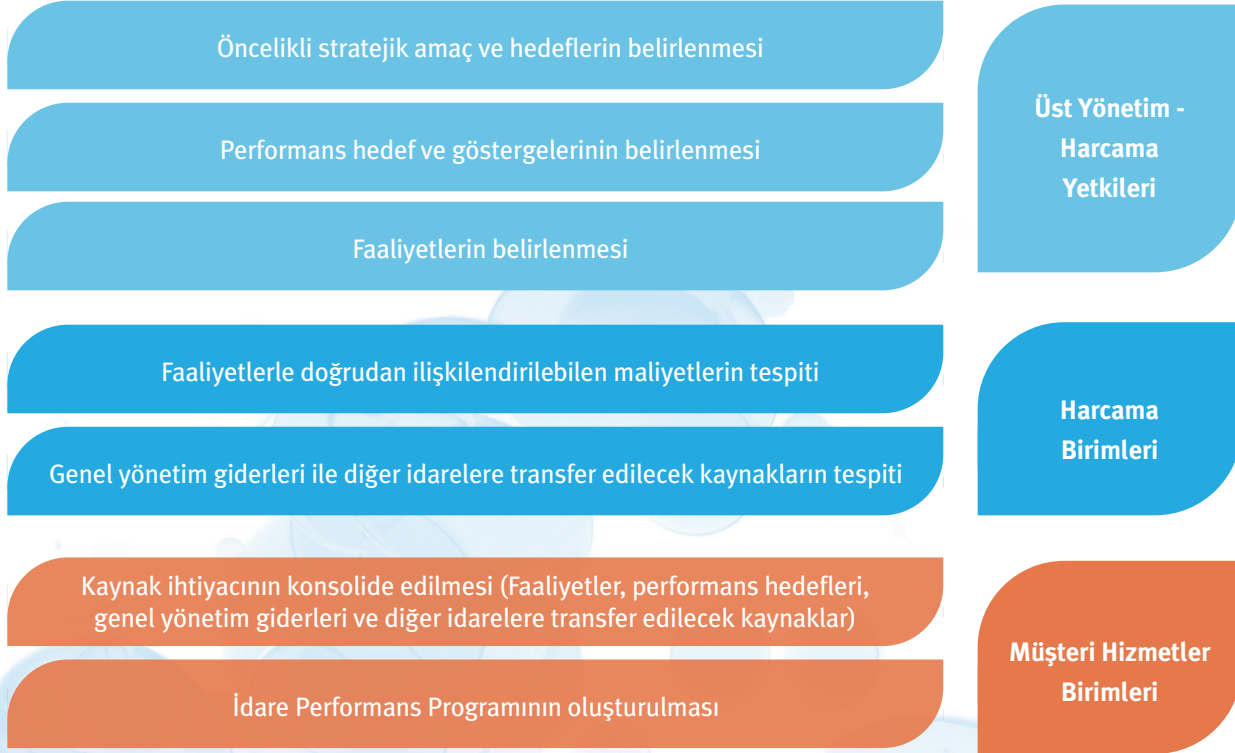 Öncelikli stratejik amaç ve hedeflerin belirlenmesi
Performans hedef ve göstergelerinin belirlenmesi
Faaliyetlerin belirlenmesi
Üst Yönetim -
Harcama
Yetkileri
Faaliyetlerle doğrudan ilişkilendirilebilen maliyetlerin tespiti
Genel yönetim giderleri ile diğer idarelere transfer edilecek kaynakların tespiti
Harcama
Birimleri
Kaynak ihtiyacının konsolide edilmesi (Faaliyetler, performans hedefleri,
genel yönetim giderleri ve diğer idarelere transfer edilecek kaynaklar)
İdare Performans Programının oluşturulması
Müşteri Hizmetler
Birimleri